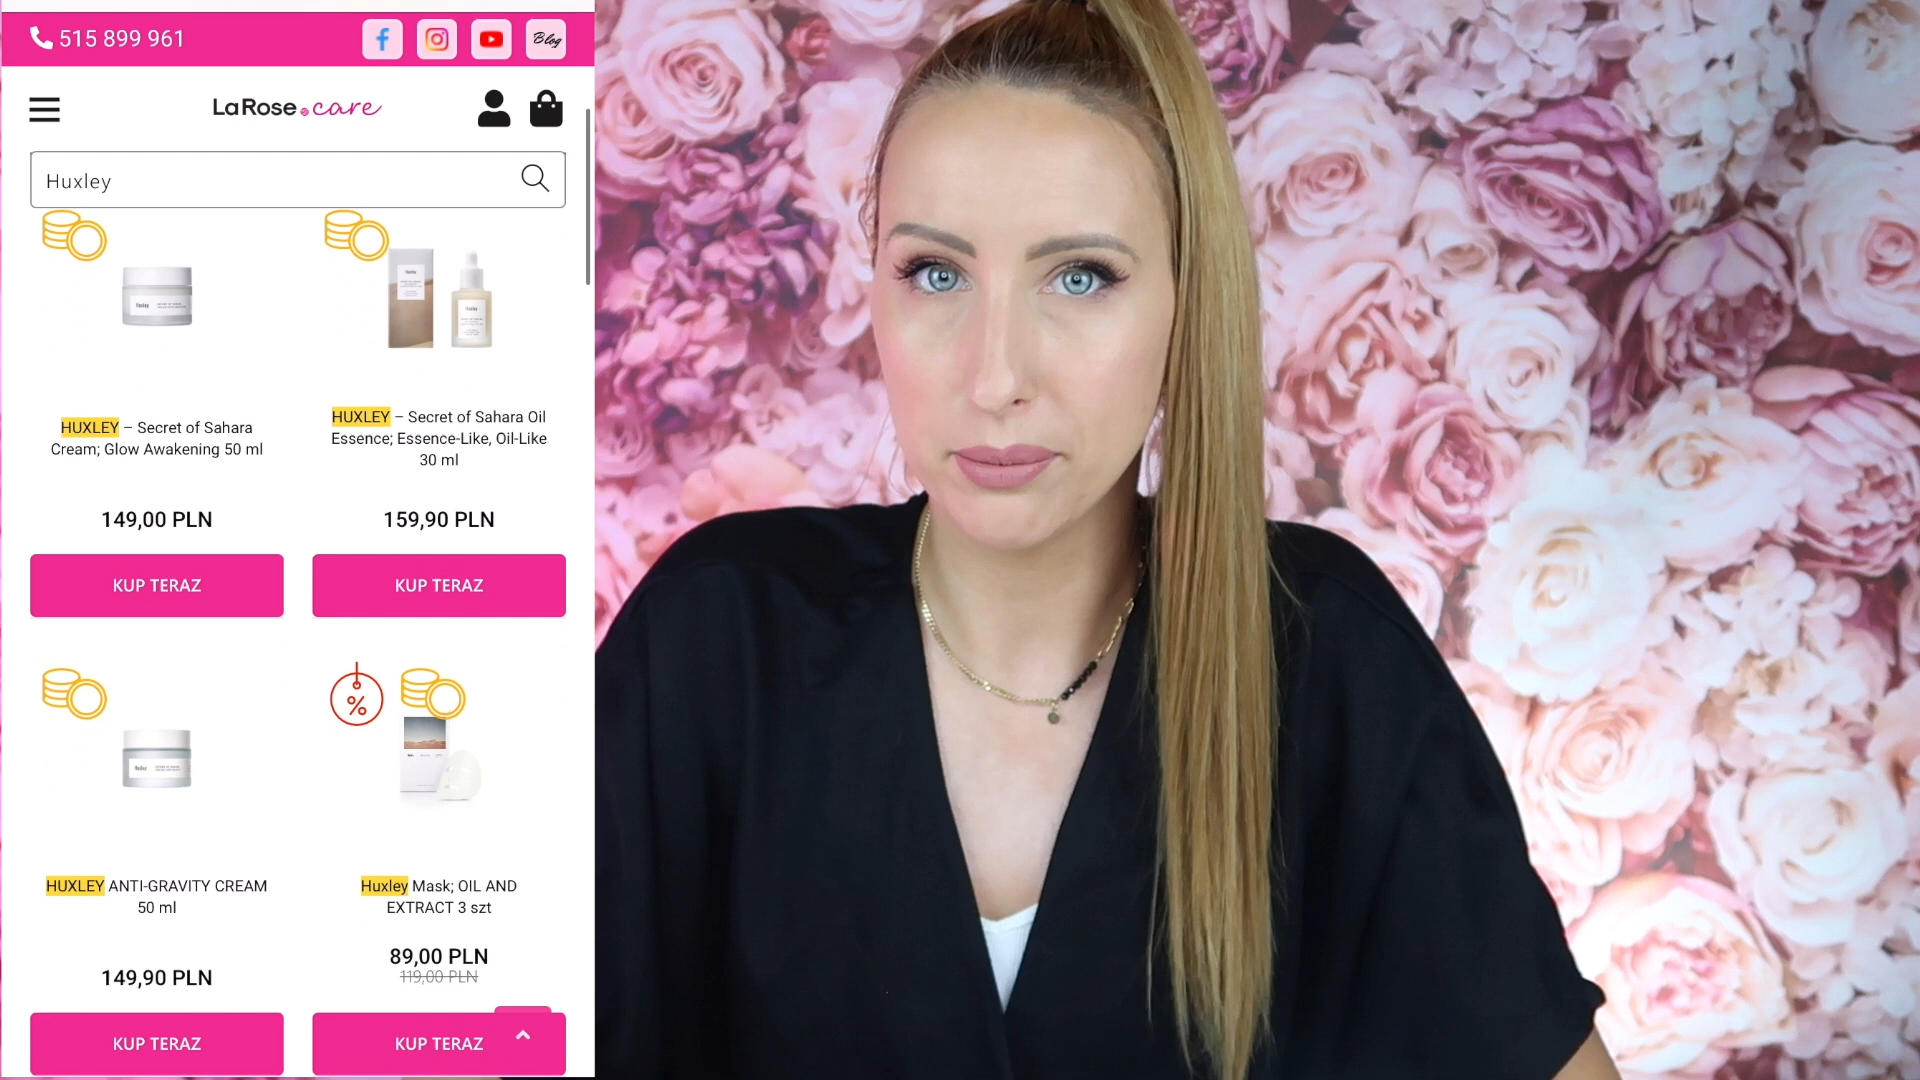 515 899 961
Blog
LaRose.care
Huxley
HUXLEY – Secret of Sahara
Cream; Glow Awakening 50 ml
149,00 PLN
KUP TERAZ
HUXLEY – Secret of Sahara Oil
Essence; Essence-Like, Oil-Like
30 ml
159,90 PLN
KUP TERAZ
HUXLEY ANTI-GRAVITY CREAM
50 ml
149,90 PLN
KUP TERAZ
%
Huxley Mask; OIL AND
EXTRACT 3 szt
89,00 PLN
119,00 PLN
KUP TERAZ